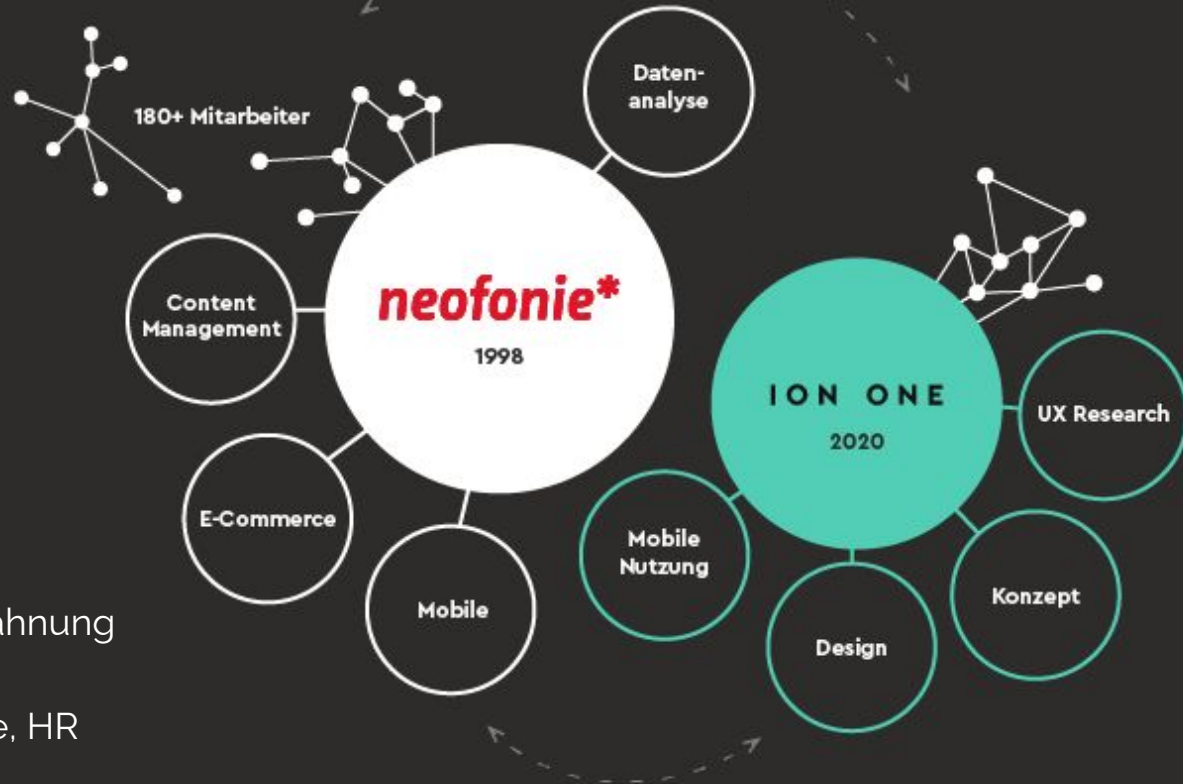 Daten-
analyse
180+ Mitarbeiter
neofonie*
1998
Content
Management
E-Commerce
Mobile
ION ONE
2020
UX Research
Mobile
Nutzung
Konzept
Design
HR